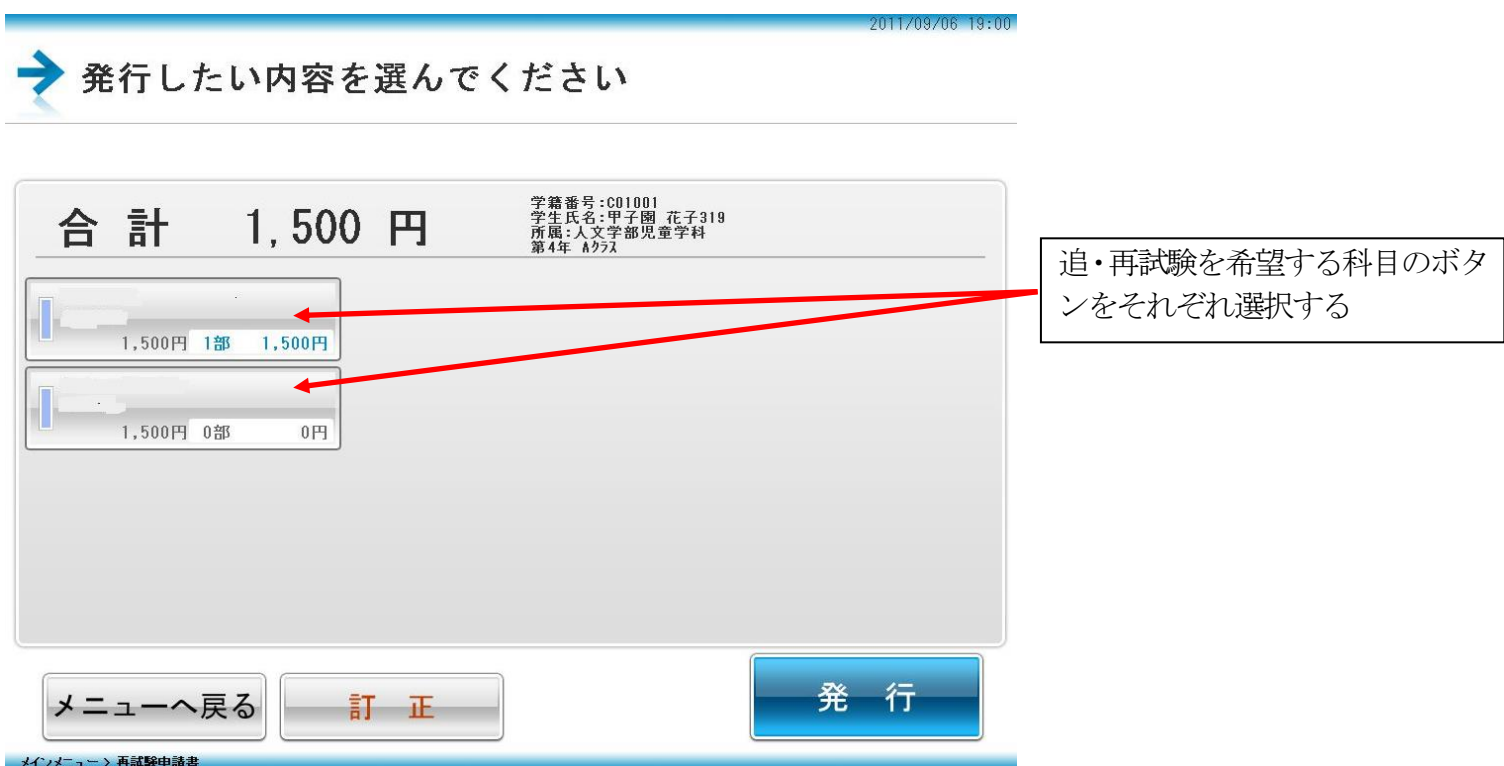 2011/09/06 19:00
発行したい内容を選んでください
合 計 1,500 円
学籍番号:C01001
学生氏名:甲子園 花子319
所属:人文学部児童学科
第4年 Aクラス
追・再試験を希望する科目のボタ
ンをそれぞれ選択する
1,500円 1部 1,500円
1,500円 0部 0円
メニューへ戻る 訂 正 発 行
メインメニュー> 再試験申請書